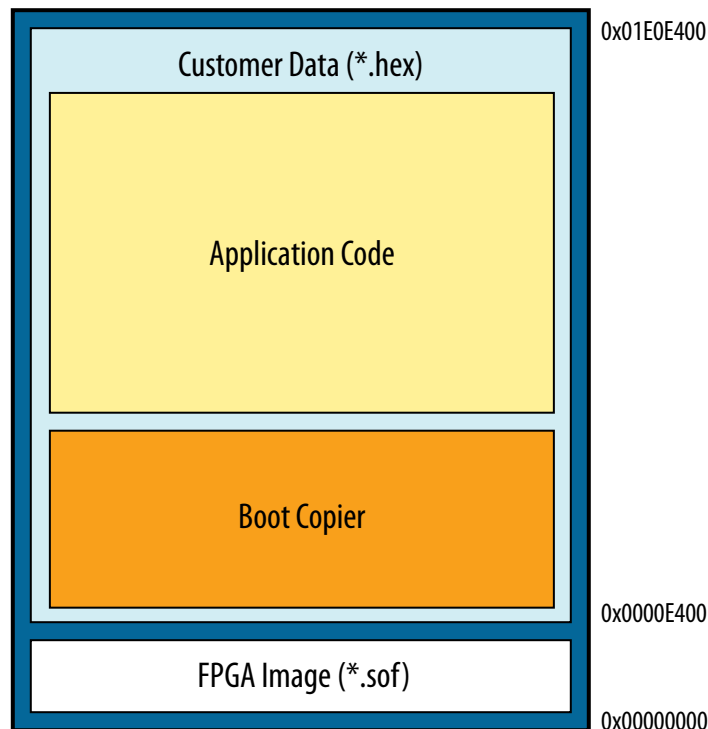 0x01E0E400
Customer Data (*.hex)
Application Code
Boot Copier
0x0000E400
FPGA Image (*.sof)
0x00000000